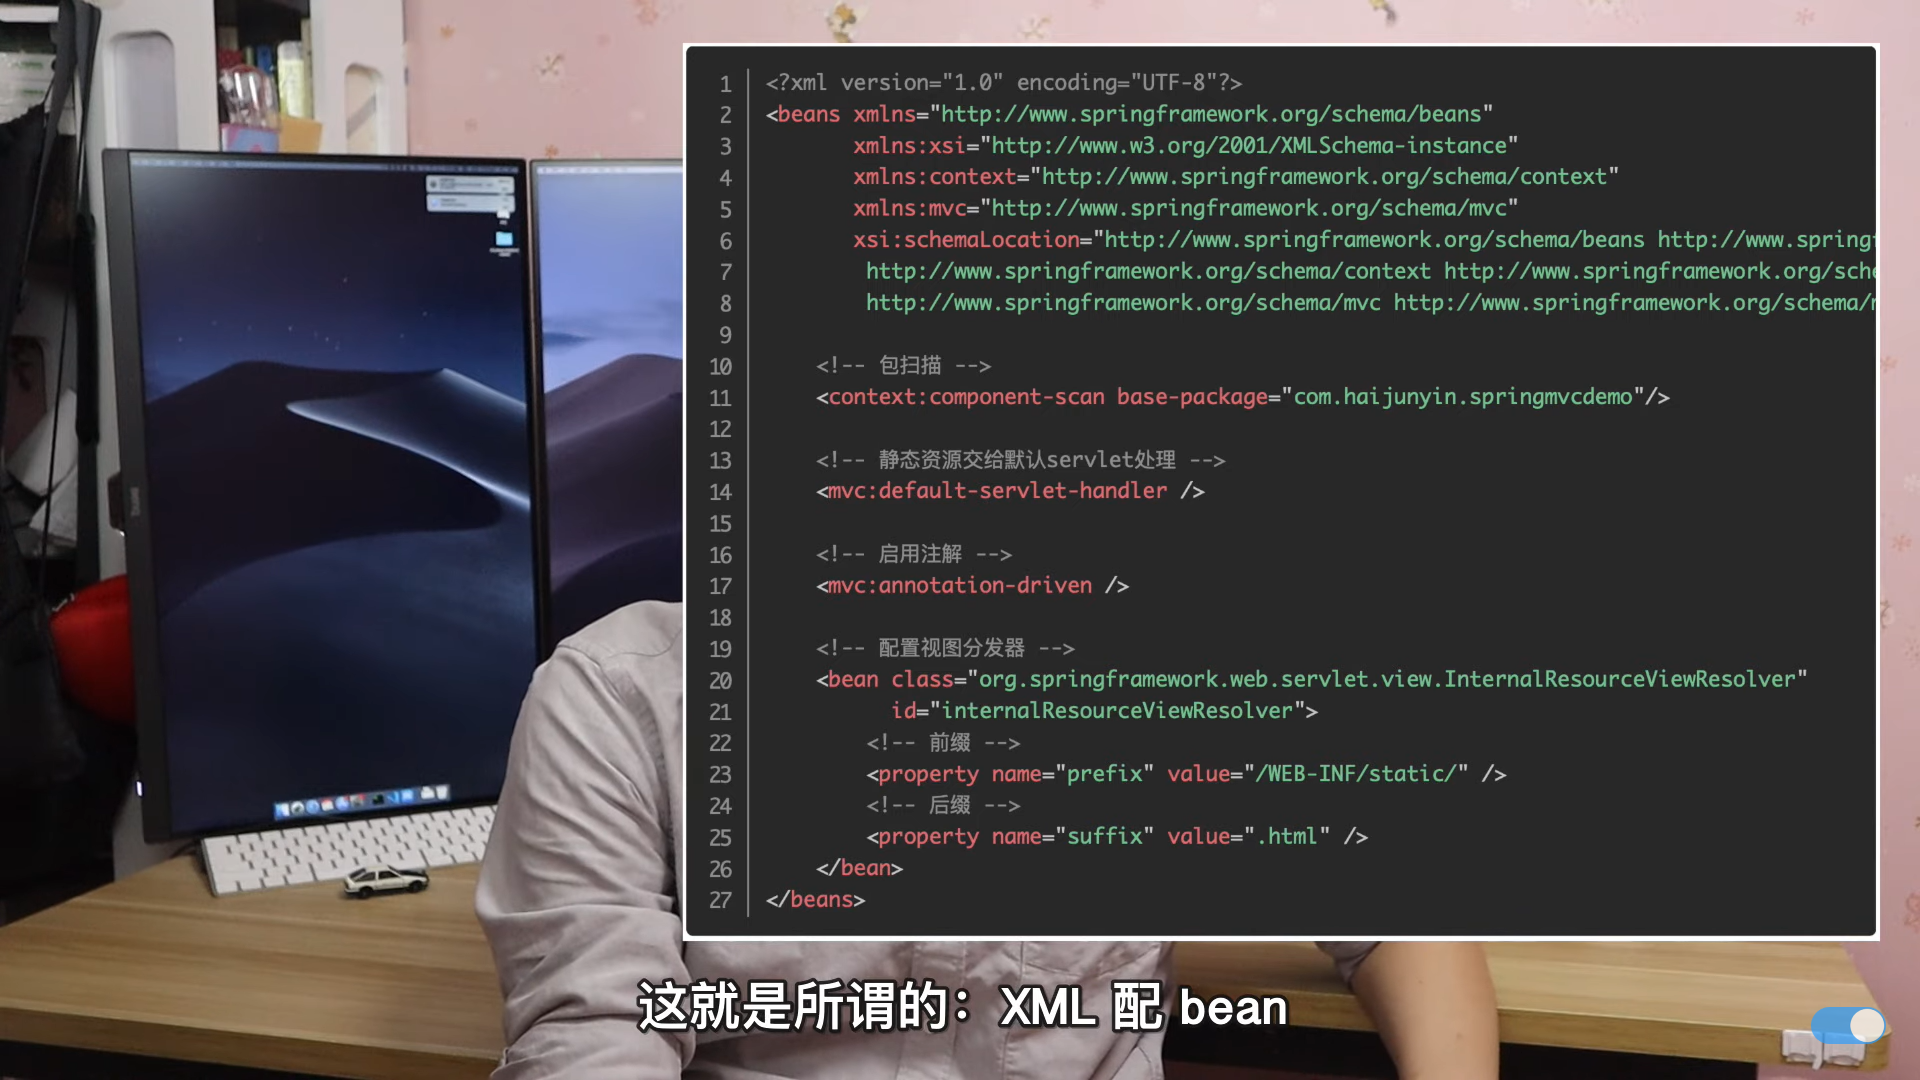 1 <?xml version="1.0" encoding="UTF-8"?>
2 <beans xmlns="http://www.springframework.org/schema/beans"
3 xmlns:xsi="http://www.w3.org/2001/XMLSchema-instance"
4 xmlns:context="http://www.springframework.org/schema/context"
5 xmlns:mvc="http://www.springframework.org/schema/mvc"
6 xsi:schemaLocation="http://www.springframework.org/schema/beans http://www.spring
7 http://www.springframework.org/schema/context http://www.springframework.org/sch
8 http://www.springframework.org/schema/mvc http://www.springframework.org/schema/
9
10 <!-- 包扫描 -->
11 <context:component-scan base-package="com.haijunyin.springmvcdemo"/>
12
13 <!-- 静态资源交给默认servlet处理 -->
14 <mvc:default-servlet-handler />
15
16 <!-- 启用注解 -->
17 <mvc:annotation-driven />
18
19 <!-- 配置视图分发器 -->
20 <bean class="org.springframework.web.servlet.view.InternalResourceViewResolver"
21 id="internalResourceViewResolver">
22 <!-- 前缀 -->
23 <property name="prefix" value="/WEB-INF/static/" />
24 <!-- 后缀 -->
25 <property name="suffix" value=".html" />
26 </bean>
27 </beans>
这就是所谓的：XML 配 bean